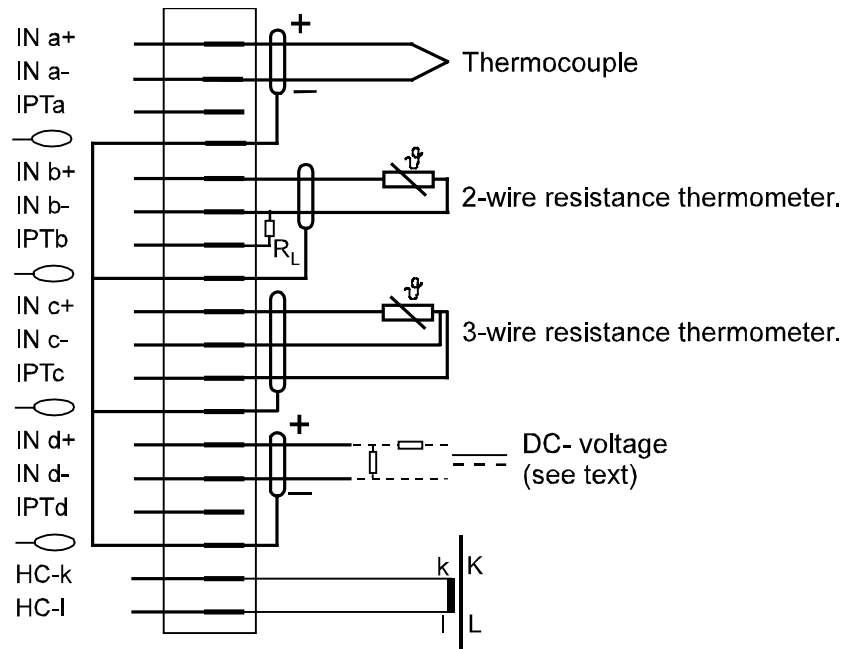 IN a+
IN a-
IPTa
+
−
Thermocouple
IN b+
IN b-
IPTb
RL
ϑ
2-wire resistance thermometer.
IN c+
IN c-
IPTc
ϑ
3-wire resistance thermometer.
IN d+
IN d-
IPTd
+
−
DC- voltage
(see text)
HC-k
HC-l
k
K
l
L